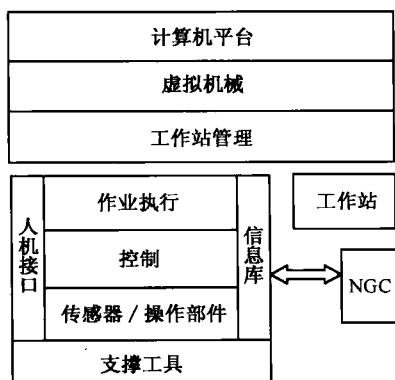 计算机平台
虚拟机械
工作站管理
人机接口
作业执行
控制
传感器/操作部件
信息库
支撑工具
工作站
NGC